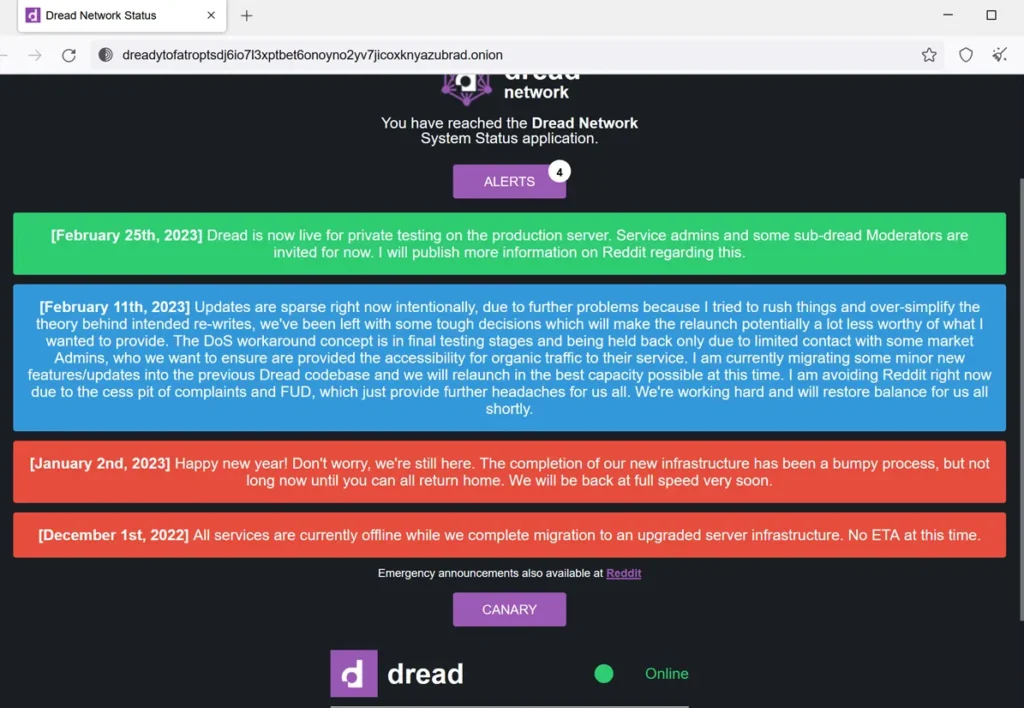 Dread Network Status
dreadytofatroptsdj6io7l3xptbet6onoyno2yv7jicoxknyazubrad.onion
dread
network
You have reached the Dread Network
System Status application.
ALERTS
4
[February 25th, 2023] Dread is now live for private testing on the production server. Service admins and some sub-dread Moderators are
invited for now. I will publish more information on Reddit regarding this.
[February 11th, 2023] Updates are sparse right now intentionally, due to further problems because I tried to rush things and over-simplify the
theory behind intended re-writes, we've been left with some tough decisions which will make the relaunch potentially a lot less worthy of what I
wanted to provide. The DoS workaround concept is in final testing stages and being held back only due to limited contact with some market
Admins, who we want to ensure are provided the accessibility for organic traffic to their service. I am currently migrating some minor new
features/updates into the previous Dread codebase and we will relaunch in the best capacity possible at this time. I am avoiding Reddit right now
due to the cess pit of complaints and FUD, which just provide further headaches for us all. We're working hard and will restore balance for us all
shortly.
[January 2nd, 2023] Happy new year! Don't worry, we're still here. The completion of our new infrastructure has been a bumpy process, but not
long now until you can all return home. We will be back at full speed very soon.
[December 1st, 2022] All services are currently offline while we complete migration to an upgraded server infrastructure. No ETA at this time.
Emergency announcements also available at Reddit
CANARY
dread
Online